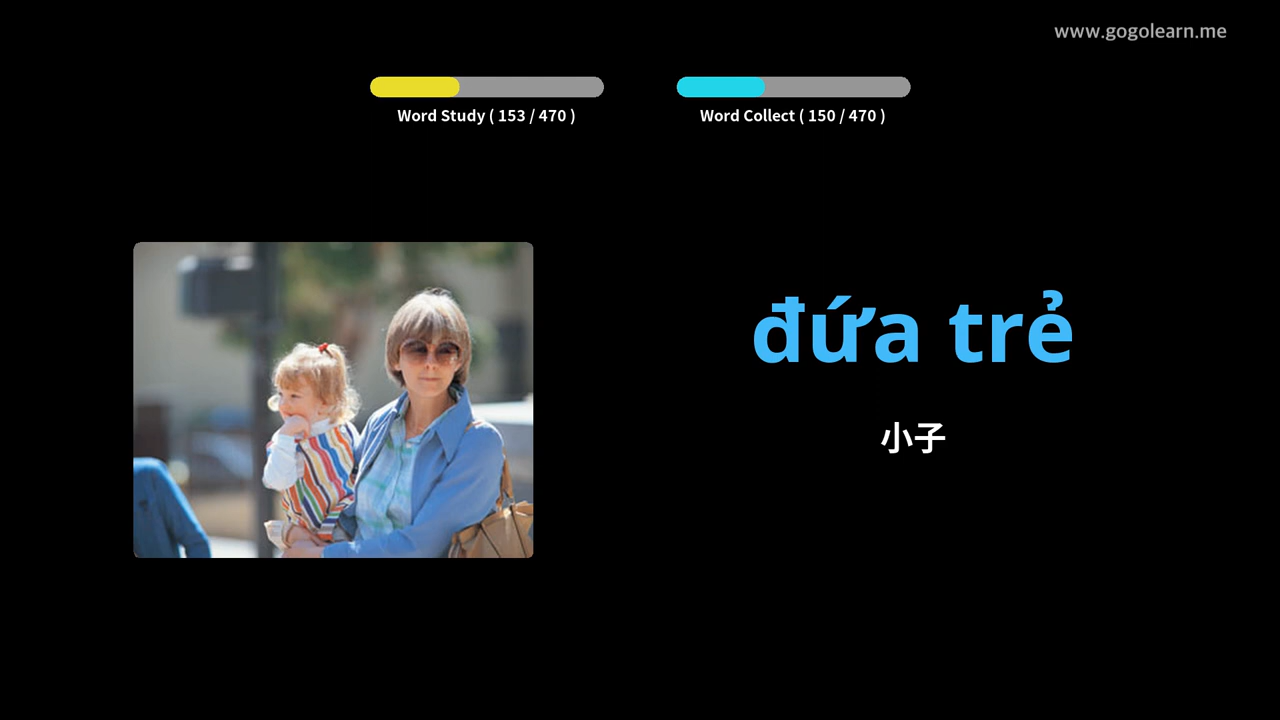 www.gogolearn.me
Word Study ( 153 / 470 )
Word Collect ( 150 / 470 )
đứa trẻ
小子